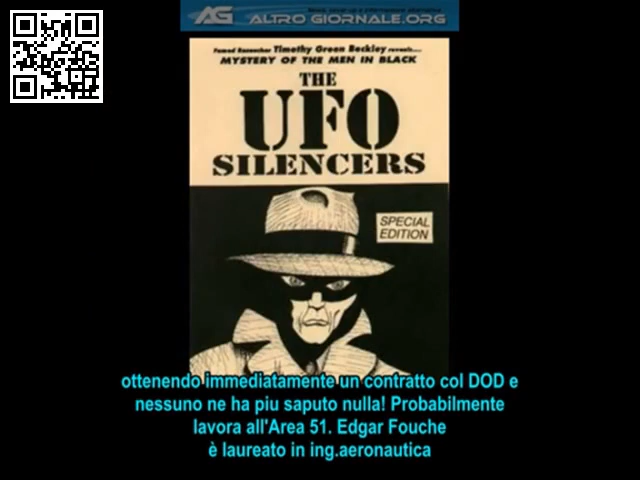 AG ALTRO GIORNALE.ORG
Famed Researcher Timothy Green Beckley reveals....
MYSTERY OF THE MEN IN BLACK
THE
UFO
SILENCERS
SPECIAL
EDITION
ottenendo immediatamente un contratto col DOD e
nessuno ne ha piu saputo nulla! Probabilmente
lavora all'Area 51. Edgar Fouche
è laureato in ing.aeronautica